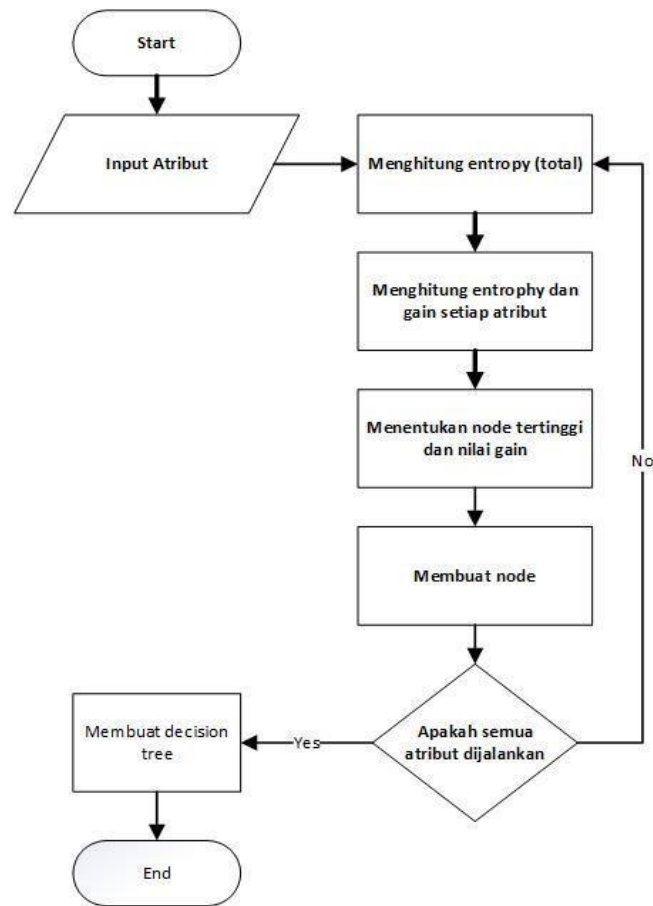 Start
Input Atribut
Menghitung entropy (total)
Menghitung entrophy dan
gain setiap atribut
Menentukan node tertinggi
dan nilai gain
No
Membuat node
Apakah semua
atribut dijalankan
Yes
Membuat decision
tree
End